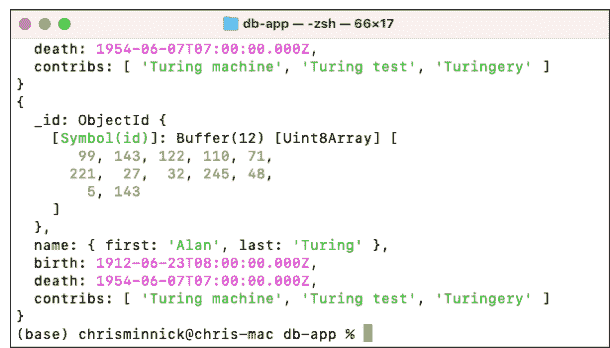 db-app — -zsh — 66×17
  death: 1954-06-07T07:00:00.000Z,
  contribs: [ 'Turing machine', 'Turing test', 'Turingery' ]
}
{
  _id: ObjectId {
    [Symbol(id)]: Buffer(12) [Uint8Array] [
       99, 143, 122, 110, 71,
      221,  27,  32, 245, 48,
        5, 143
    ]
  },
  name: { first: 'Alan', last: 'Turing' },
  birth: 1912-06-23T08:00:00.000Z,
  death: 1954-06-07T07:00:00.000Z,
  contribs: [ 'Turing machine', 'Turing test', 'Turingery' ]
}
(base) chrisminnick@chris-mac db-app %